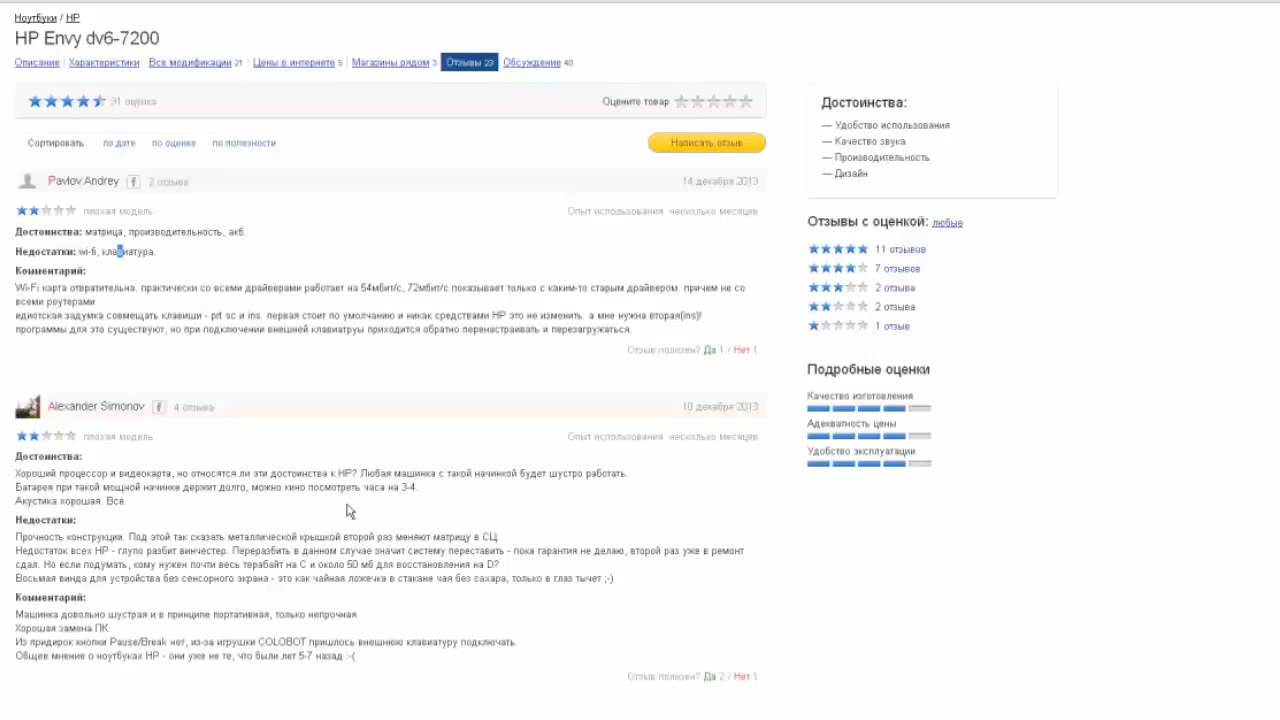 Ноутбуки / HP
HP Envy dv6-7200
Описание Характеристики Все модификации 21 Цены в интернете 5 Магазины рядом 3 Отзывы 23 Обсуждение 40
31 оценка Оцените товар
Сортировать: по дате по оценке по полезности Написать отзыв
Pavlov Andrey f 2 отзыва 14 декабря 2013
плохая модель Опыт использования несколько месяцев
Достоинства: матрица, производительность, акб.
Недостатки: wi-fi, клавиатура.
Комментарий:
Wi-Fi карта отвратительна. практически со всеми драйверами работает на 54мбит/с, 72мбит/с показывает только с каким-то старым драйвером. причем не со
всеми роутерами
идиотская задумка совмещать клавиши - prt sc и ins. первая стоит по умолчанию и никак средствами HP это не изменить. а мне нужна вторая(ins)!
программы для это существуют, но при подключении внешней клавиатруы приходится обратно перенастраивать и перезагружаться.
Отзыв полезен? Да 1 / Нет 1
Alexander Simonov f 4 отзыва 10 декабря 2013
плохая модель Опыт использования несколько месяцев
Достоинства:
Хороший процессор и видеокарта, но относятся ли эти достоинства к HP? Любая машинка с такой начинкой будет шустро работать.
Батарея при такой мощной начинке держит долго, можно кино посмотреть часа на 3-4.
Акустика хорошая. Все.
Недостатки:
Прочность конструкции. Под этой так сказать металлической крышкой второй раз меняют матрицу в СЦ.
Недостаток всех HP - глупо разбит винчестер. Переразбить в данном случае значит систему переставить - пока гарантия не делаю, второй раз уже в ремонт
сдал. Но если подумать, кому нужен почти весь терабайт на C и около 50 мб для восстановления на D?
Восьмая винда для устройства без сенсорного экрана - это как чайная ложечка в стакане чая без сахара, только в глаз тычет ;-)
Комментарий:
Машинка довольно шустрая и в принципе портативная, только непрочная
Хорошая замена ПК.
Из придирок кнопки Pause/Break нет, из-за игрушки COLOBOT пришлось внешнюю клавиатуру подключать.
Общее мнение о ноутбуках HP - они уже не те, что были лет 5-7 назад :-(
Отзыв полезен? Да 2 / Нет 1
Достоинства:
— Удобство использования
— Качество звука
— Производительность
— Дизайн
Отзывы с оценкой: любые
11 отзывов
7 отзывов
2 отзыва
2 отзыва
1 отзыв
Подробные оценки
Качество изготовления
Адекватность цены
Удобство эксплуатации